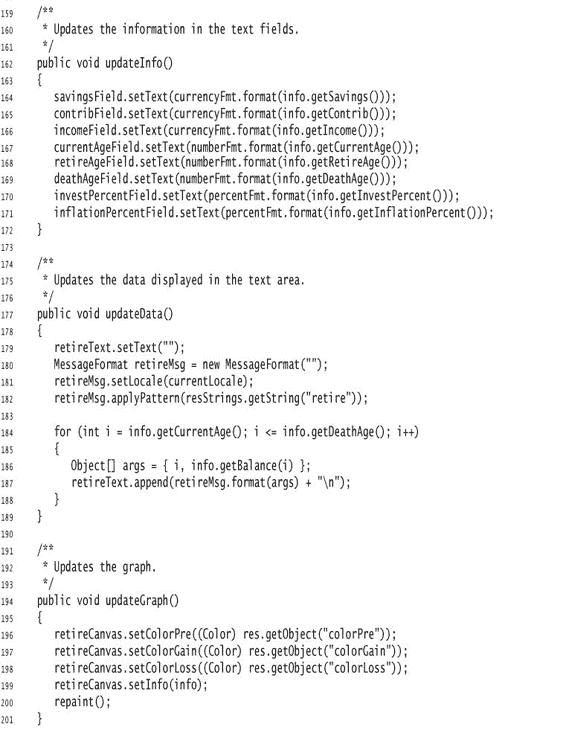 159 /**
160 * Updates the information in the text fields.
161 */
162 public void updateInfo()
163 {
164 savingsField.setText(currencyFmt.format(info.getSavings()));
165 contribField.setText(currencyFmt.format(info.getContrib()));
166 incomeField.setText(currencyFmt.format(info.getIncome()));
167 currentAgeField.setText(numberFmt.format(info.getCurrentAge()));
168 retireAgeField.setText(numberFmt.format(info.getRetireAge()));
169 deathAgeField.setText(numberFmt.format(info.getDeathAge()));
170 investPercentField.setText(percentFmt.format(info.getInvestPercent()));
171 inflationPercentField.setText(percentFmt.format(info.getInflationPercent()));
172 }
173
174 /**
175 * Updates the data displayed in the text area.
176 */
177 public void updateData()
178 {
179 retireText.setText("");
180 MessageFormat retireMsg = new MessageFormat("");
181 retireMsg.setLocale(currentLocale);
182 retireMsg.applyPattern(resStrings.getString("retire"));
183
184 for (int i = info.getCurrentAge(); i <= info.getDeathAge(); i++)
185 {
186 Object[] args = { i, info.getBalance(i) };
187 retireText.append(retireMsg.format(args) + "\n");
188 }
189 }
190
191 /**
192 * Updates the graph.
193 */
194 public void updateGraph()
195 {
196 retireCanvas.setColorPre((Color) res.getObject("colorPre"));
197 retireCanvas.setColorGain((Color) res.getObject("colorGain"));
198 retireCanvas.setColorLoss((Color) res.getObject("colorLoss"));
199 retireCanvas.setInfo(info);
200 repaint();
201 }